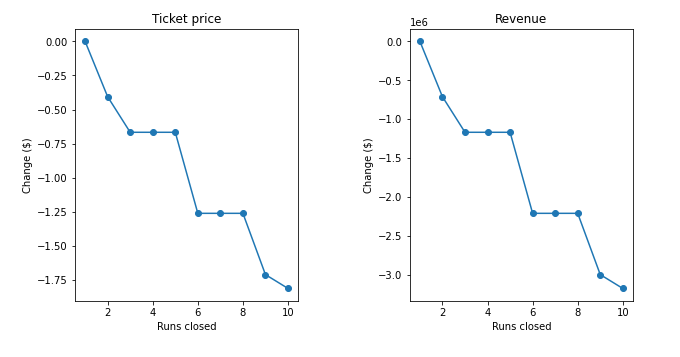 Ticket price
Change ($)
0.00
−0.25
−0.50
−0.75
−1.00
−1.25
−1.50
−1.75
2 4 6 8 10
Runs closed
Revenue
1e6
Change ($)
0.0
−0.5
−1.0
−1.5
−2.0
−2.5
−3.0
2 4 6 8 10
Runs closed